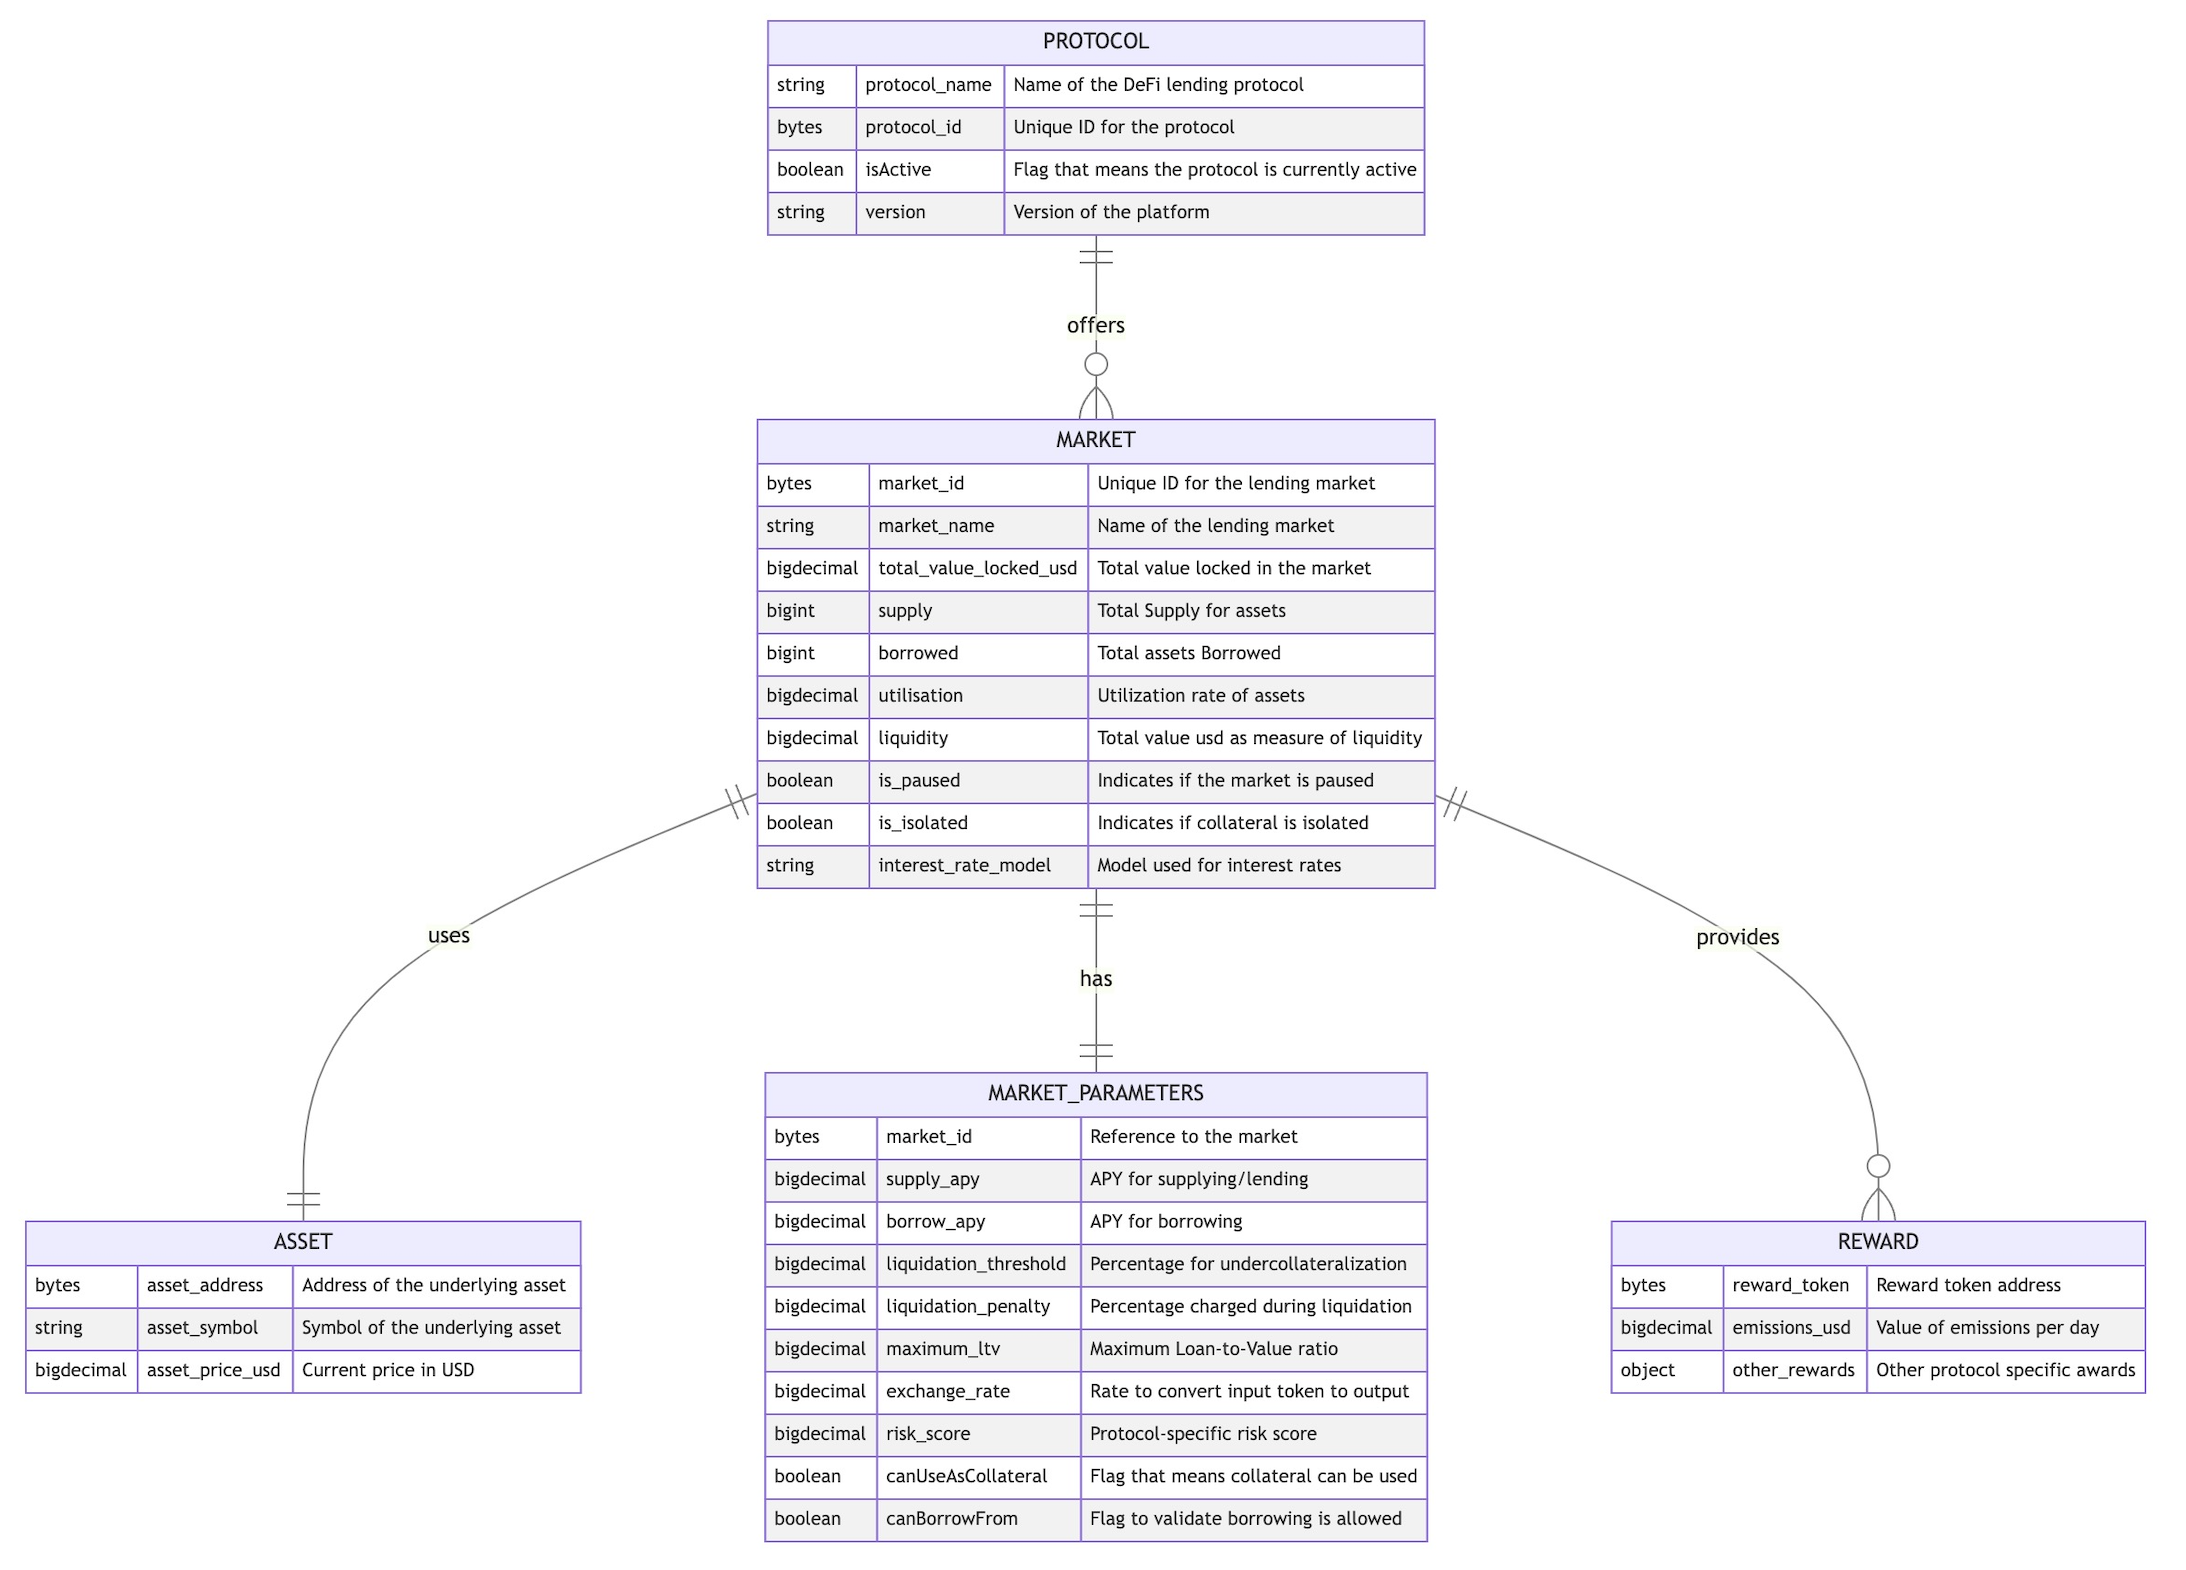 PROTOCOL
string protocol_name Name of the DeFi lending protocol
bytes protocol_id Unique ID for the protocol
boolean isActive Flag that means the protocol is currently active
string version Version of the platform
offers
MARKET
bytes market_id Unique ID for the lending market
string market_name Name of the lending market
bigdecimal total_value_locked_usd Total value locked in the market
bigint supply Total Supply for assets
bigint borrowed Total assets Borrowed
bigdecimal utilisation Utilization rate of assets
bigdecimal liquidity Total value usd as measure of liquidity
boolean is_paused Indicates if the market is paused
boolean is_isolated Indicates if collateral is isolated
string interest_rate_model Model used for interest rates
uses
has
provides
ASSET
bytes asset_address Address of the underlying asset
string asset_symbol Symbol of the underlying asset
bigdecimal asset_price_usd Current price in USD
MARKET_PARAMETERS
bytes market_id Reference to the market
bigdecimal supply_apy APY for supplying/lending
bigdecimal borrow_apy APY for borrowing
bigdecimal liquidation_threshold Percentage for undercollateralization
bigdecimal liquidation_penalty Percentage charged during liquidation
bigdecimal maximum_ltv Maximum Loan-to-Value ratio
bigdecimal exchange_rate Rate to convert input token to output
bigdecimal risk_score Protocol-specific risk score
boolean canUseAsCollateral Flag that means collateral can be used
boolean canBorrowFrom Flag to validate borrowing is allowed
REWARD
bytes reward_token Reward token address
bigdecimal emissions_usd Value of emissions per day
object other_rewards Other protocol specific awards